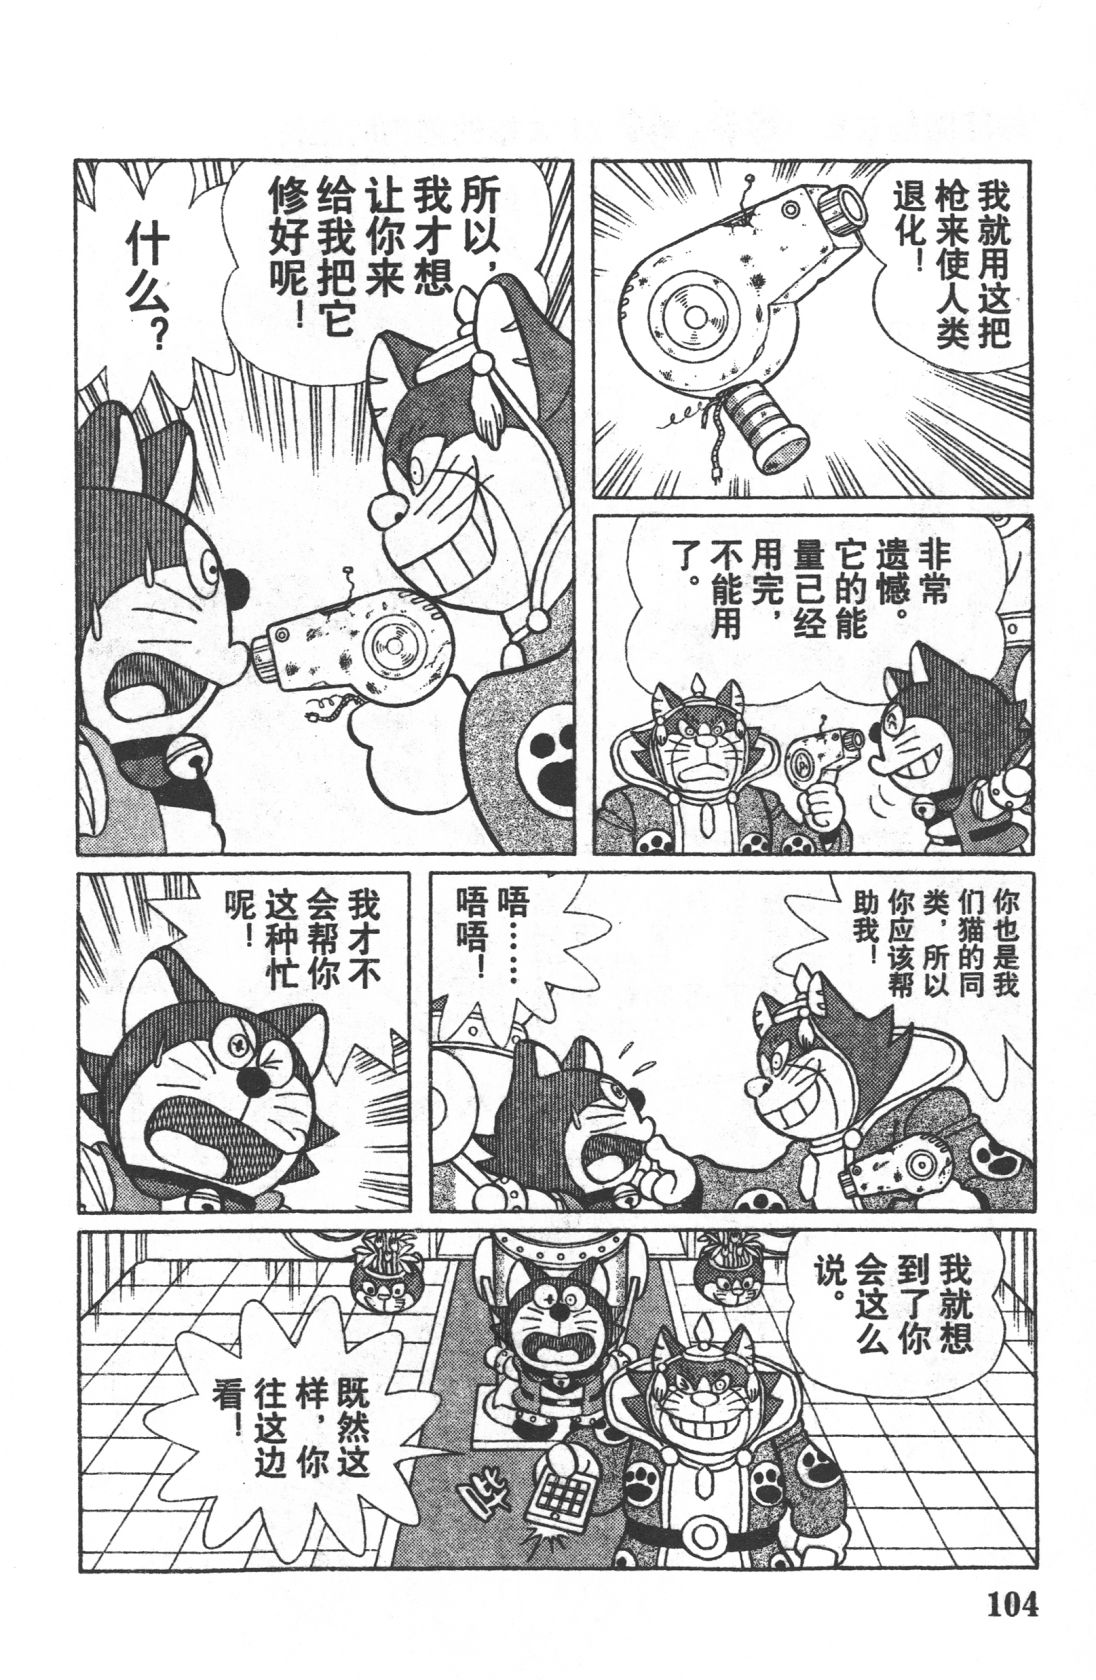 我就用这把
枪来使人类
退化！
非常
遗憾。
它的能
量已经
用完，
不能用
了。
所以，
我才想
让你来
给我把它
修好呢！
什么？
你也是我
们猫的同
类，所以
你应该帮
助我！
唔……
唔唔！
我才不
会帮你
这种忙
呢！
我就想
到了你
会这么
说。
既然这
样，你
往这边
看！
哗
104